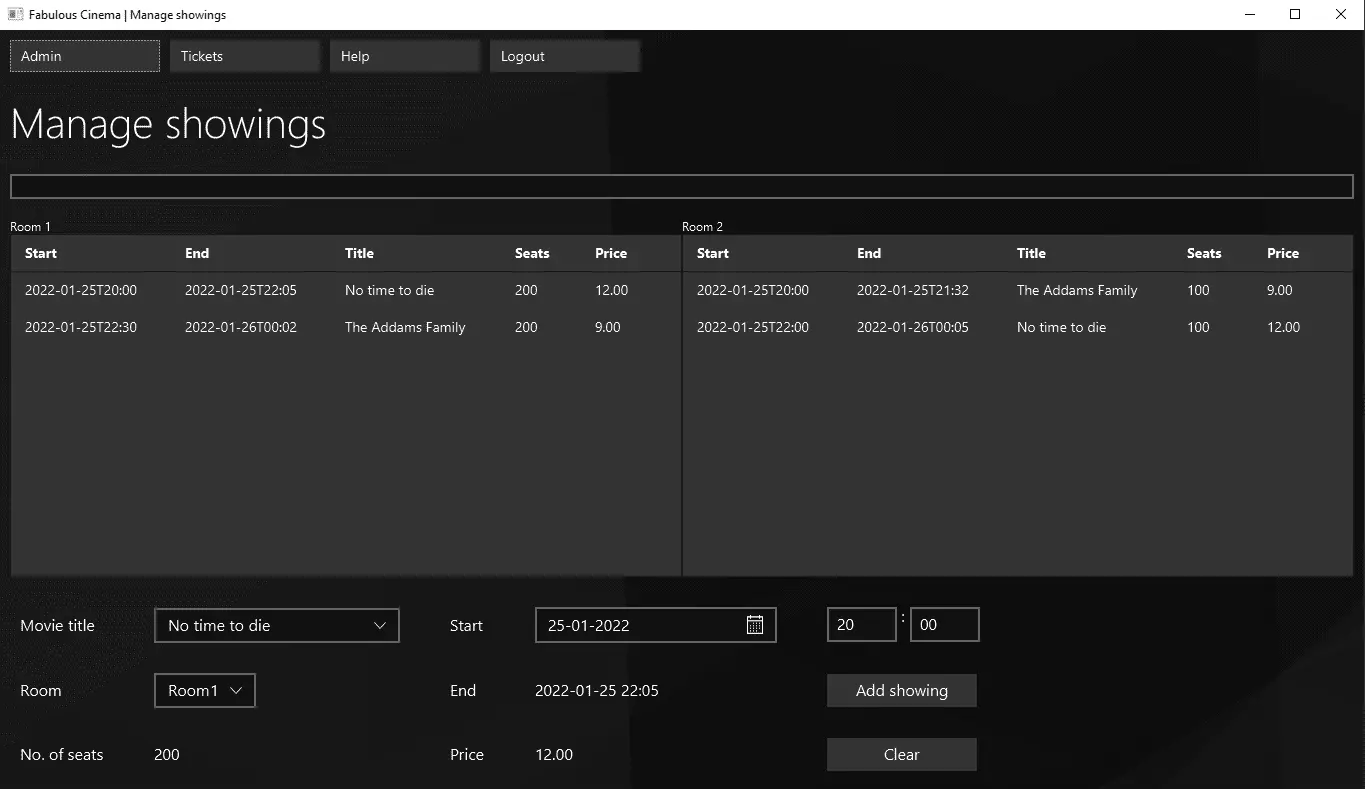 Fabulous Cinema | Manage showings
Admin Tickets Help Logout
Manage showings
Room 1
Start End Title Seats Price
2022-01-25T20:00 2022-01-25T22:05 No time to die 200 12.00
2022-01-25T22:30 2022-01-26T00:02 The Addams Family 200 9.00
Room 2
Start End Title Seats Price
2022-01-25T20:00 2022-01-25T21:32 The Addams Family 100 9.00
2022-01-25T22:00 2022-01-26T00:05 No time to die 100 12.00
Movie title No time to die Start 25-01-2022 20 : 00
Room Room1 End 2022-01-25 22:05 Add showing
No. of seats 200 Price 12.00 Clear